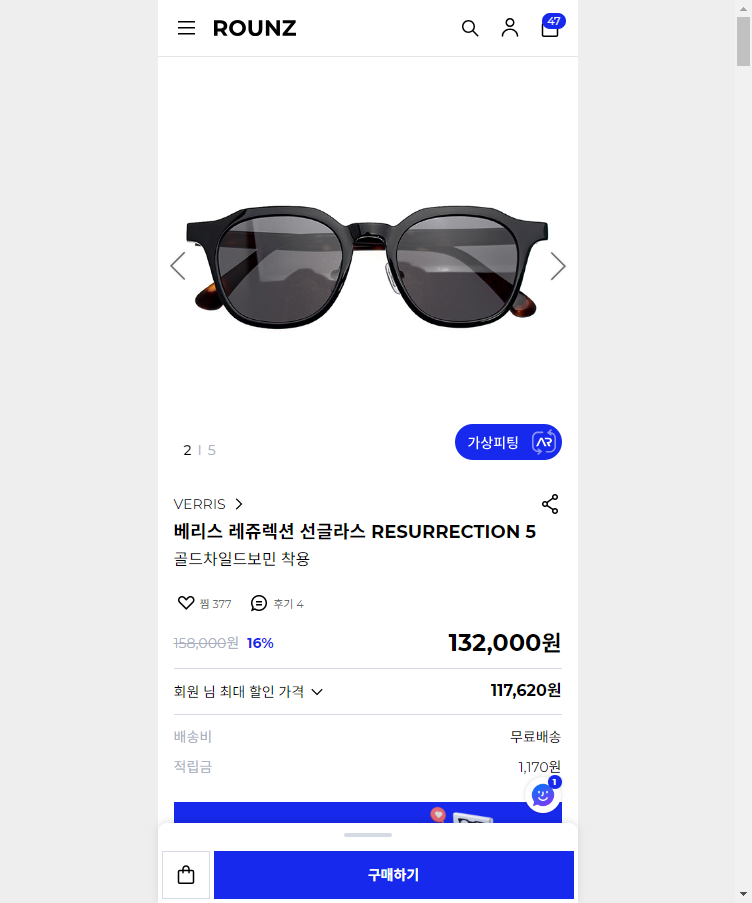 ROUNZ
47
2 | 5
가상피팅 AR
VERRIS
베리스 레쥬렉션 선글라스 RESURRECTION 5
골드차일드보민 착용
찜 377 후기 4
158,000원 16% 132,000원
회원 님 최대 할인 가격 117,620원
배송비 무료배송
적립금 1,170원
1
구매하기